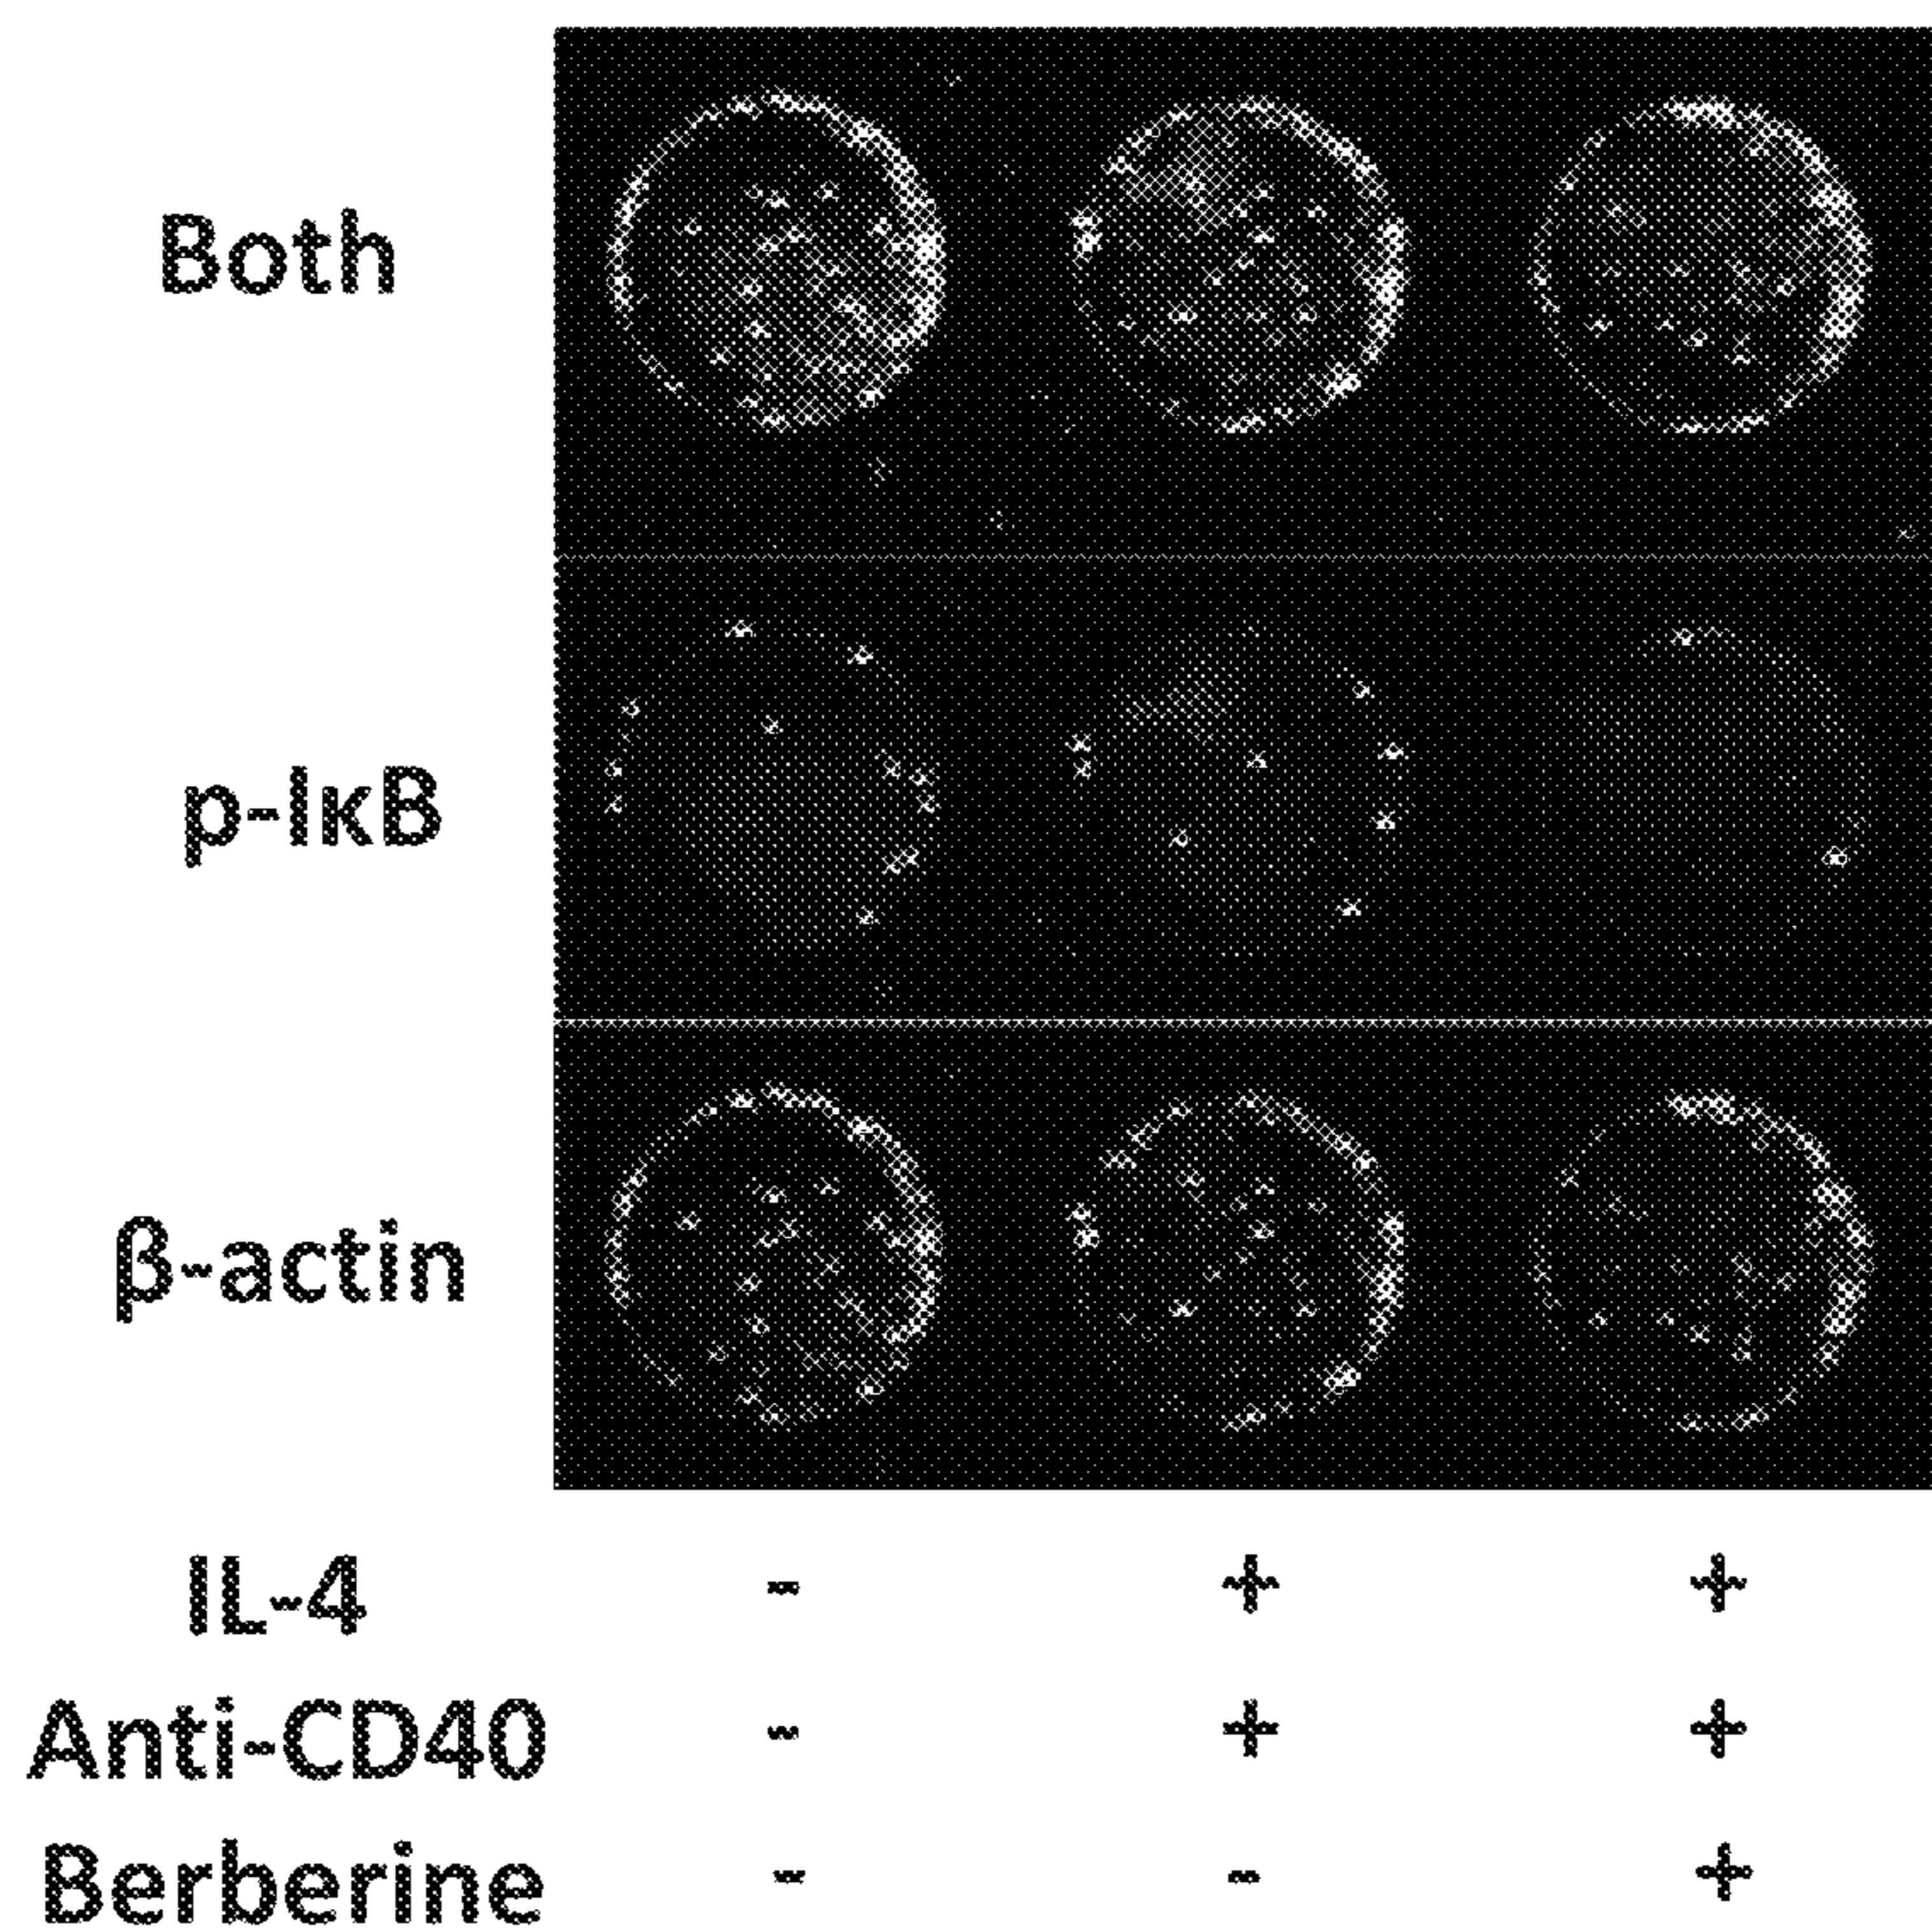 Both
p-IκB
β-actin
IL-4 - + +
Anti-CD40 - + +
Berberine - - +